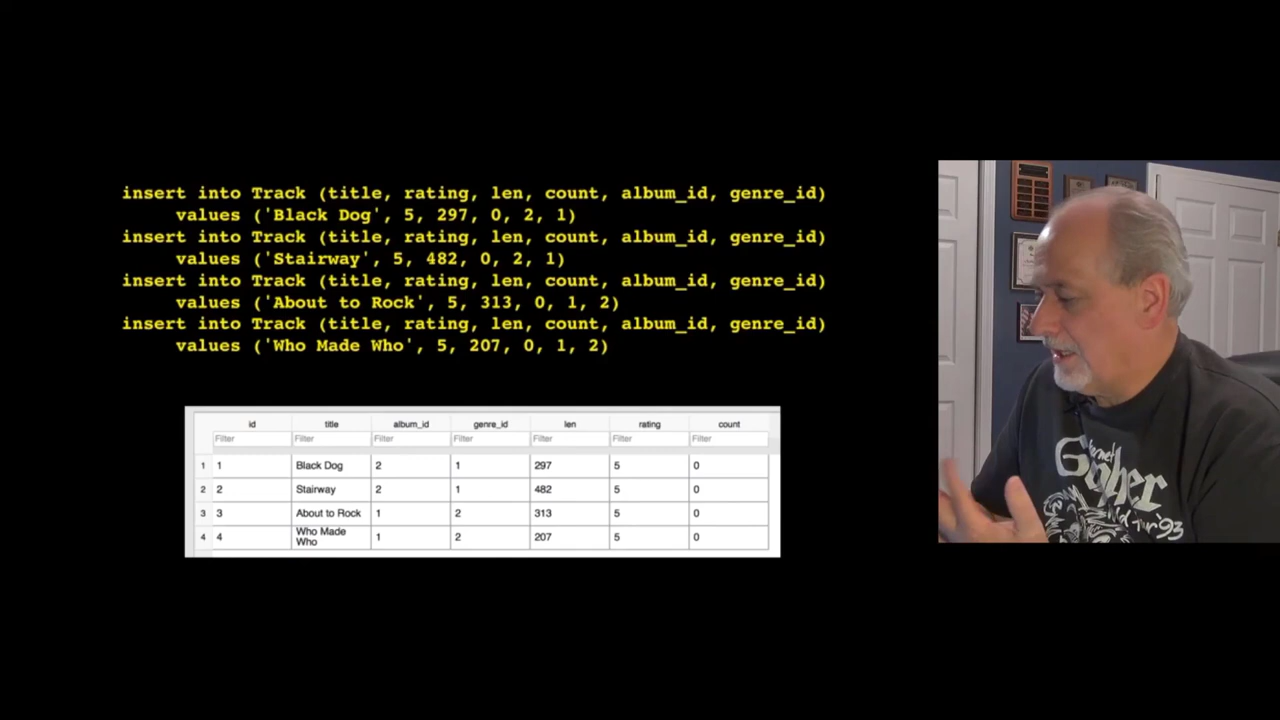 insert into Track (title, rating, len, count, album_id, genre_id)
values ('Black Dog', 5, 297, 0, 2, 1)
insert into Track (title, rating, len, count, album_id, genre_id)
values ('Stairway', 5, 482, 0, 2, 1)
insert into Track (title, rating, len, count, album_id, genre_id)
values ('About to Rock', 5, 313, 0, 1, 2)
insert into Track (title, rating, len, count, album_id, genre_id)
values ('Who Made Who', 5, 207, 0, 1, 2)
id title album_id genre_id len rating count
Filter Filter Filter Filter Filter Filter Filter
1 1 Black Dog 2 1 297 5 0
2 2 Stairway 2 1 482 5 0
3 3 About to Rock 1 2 313 5 0
4 4 Who Made Who 1 2 207 5 0
Gopher
'93